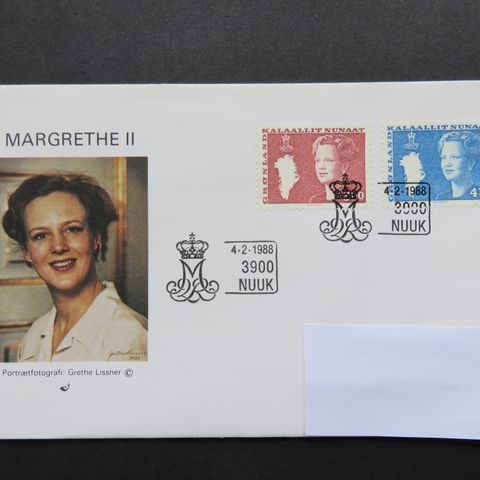 MARGRETHE II
KALAALLIT NUNAAT
GRØNLAND
KALAALLIT NUNAAT
GRØNLAND
4-2-1988
3900
NUUK
4-2-1988
3900
NUUK
Portrætfotografi: Grethe Lissner ©